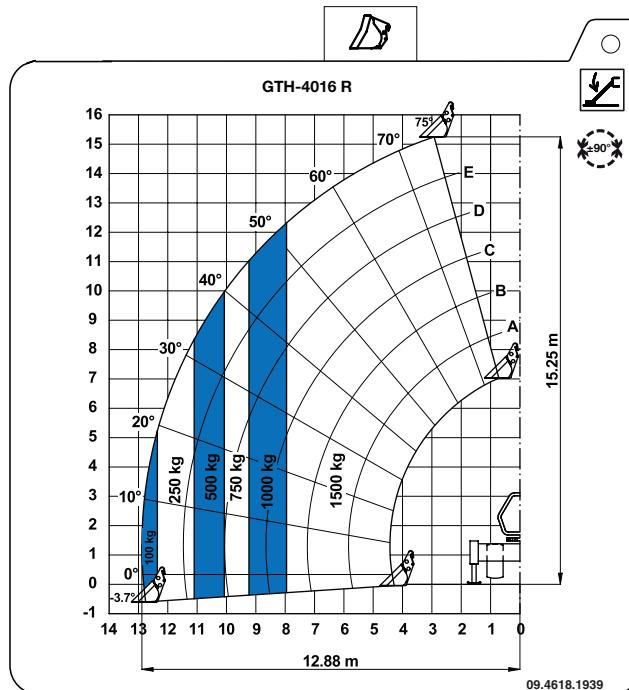 GTH-4016 R
±90°
16
15
14
13
12
11
10
9
8
7
6
5
4
3
2
1
0
-1
75°
70°
60°
50°
40°
30°
20°
10°
0°
-3.7°
E
D
C
B
A
100 kg
250 kg
500 kg
750 kg
1000 kg
1500 kg
15.25 m
14 13 12 11 10 9 8 7 6 5 4 3 2 1 0
12.88 m
09.4618.1939